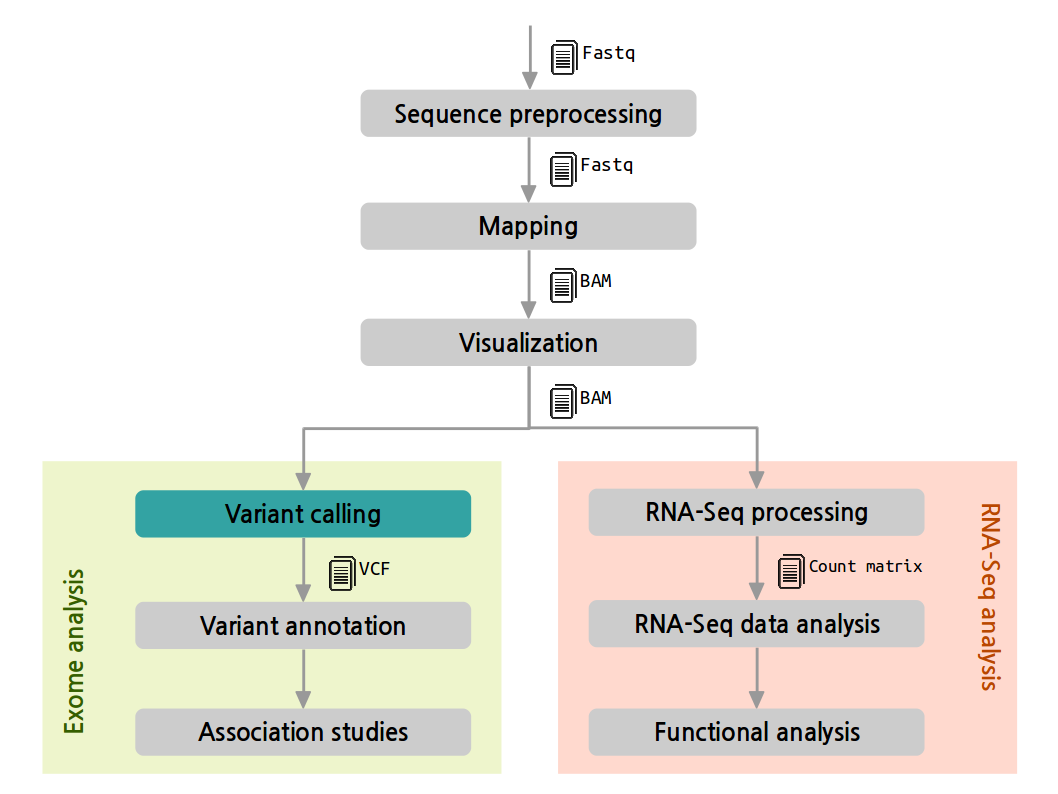 Fastq
Sequence preprocessing
Fastq
Mapping
BAM
Visualization
BAM
Exome analysis
Variant calling
VCF
Variant annotation
Association studies
RNA-Seq processing
Count matrix
RNA-Seq data analysis
Functional analysis
RNA-Seq analysis